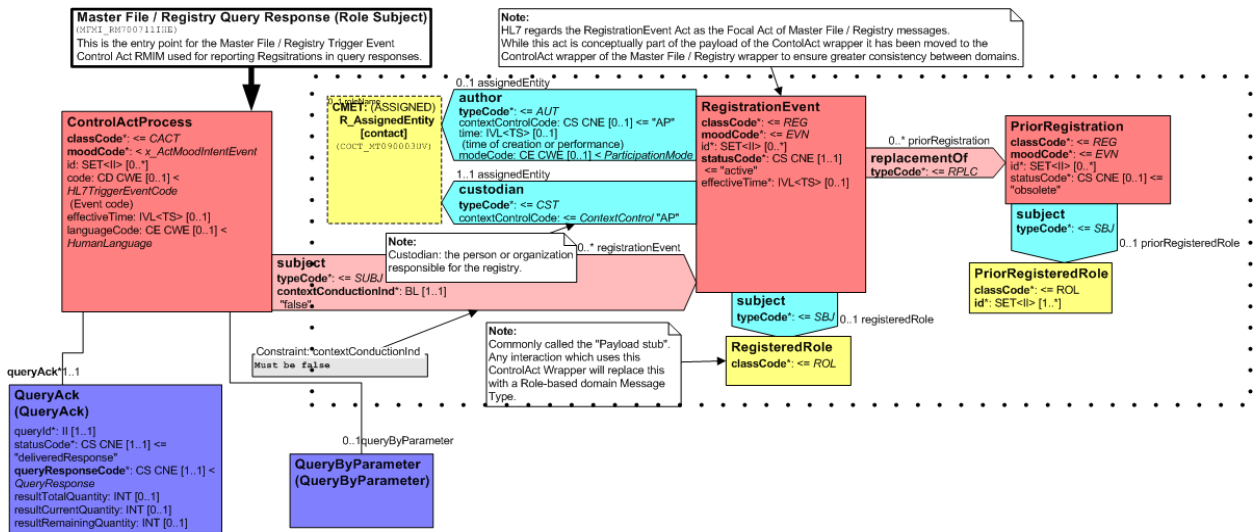 Master File / Registry Query Response (Role Subject)
(MFMI_RM700711IHE)
This is the entry point for the Master File / Registry Trigger Event
Control Act RMIM used for reporting Regsitrations in query responses.
Note:
HL7 regards the RegistrationEvent Act as the Focal Act of Master File / Registry messages.
While this act is conceptually part of the payload of the ContolAct wrapper it has been moved to the
ControlAct wrapper of the Master File / Registry wrapper to ensure greater consistency between domains.
ControlActProcess
classCode*: <= CACT
moodCode*: < x_ActMoodIntentEvent
id: SET<II> [0..*]
code: CD CWE [0..1] <
HL7TriggerEventCode
(Event code)
effectiveTime: IVL<TS> [0..1]
languageCode: CE CWE [0..1] <
HumanLanguage
0..1 roleName
CMET: (ASSIGNED)
R_AssignedEntity
[contact]
(COCT_MT090003UV)
0..1 assignedEntity
author
typeCode*: <= AUT
contextControlCode: CS CNE [0..1] <= "AP"
time: IVL<TS> [0..1]
(time of creation or performance)
modeCode: CE CWE [0..1] < ParticipationMode
1..1 assignedEntity
custodian
typeCode*: <= CST
contextControlCode: <= ContextControl "AP"
Note:
Custodian: the person or organization
responsible for the registry.
0..* registrationEvent
subject
typeCode*: <= SUBJ
contextConductionInd*: BL [1..1]
"false"
Constraint: contextConductionInd
Must be false
RegistrationEvent
classCode*: <= REG
moodCode*: <= EVN
id*: SET<II> [0..*]
statusCode*: CS CNE [1..1]
<= "active"
effectiveTime*: IVL<TS> [0..1]
0..* priorRegistration
replacementOf
typeCode*: <= RPLC
PriorRegistration
classCode*: <= REG
moodCode*: <= EVN
id*: SET<II> [0..*]
statusCode*: CS CNE [0..1] <=
"obsolete"
subject
typeCode*: <= SBJ
0..1 priorRegisteredRole
PriorRegisteredRole
classCode*: <= ROL
id*: SET<II> [1..*]
subject
typeCode*: <= SBJ
0..1 registeredRole
RegisteredRole
classCode*: <= ROL
Note:
Commonly called the "Payload stub".
Any interaction which uses this
ControlAct Wrapper will replace this
with a Role-based domain Message
Type.
queryAck*1..1
QueryAck
(QueryAck)
queryId*: II [1..1]
statusCode*: CS CNE [1..1] <=
"deliveredResponse"
queryResponseCode*: CS CNE [1..1] <
QueryResponse
resultTotalQuantity: INT [0..1]
resultCurrentQuantity: INT [0..1]
resultRemainingQuantity: INT [0..1]
0..1queryByParameter
QueryByParameter
(QueryByParameter)